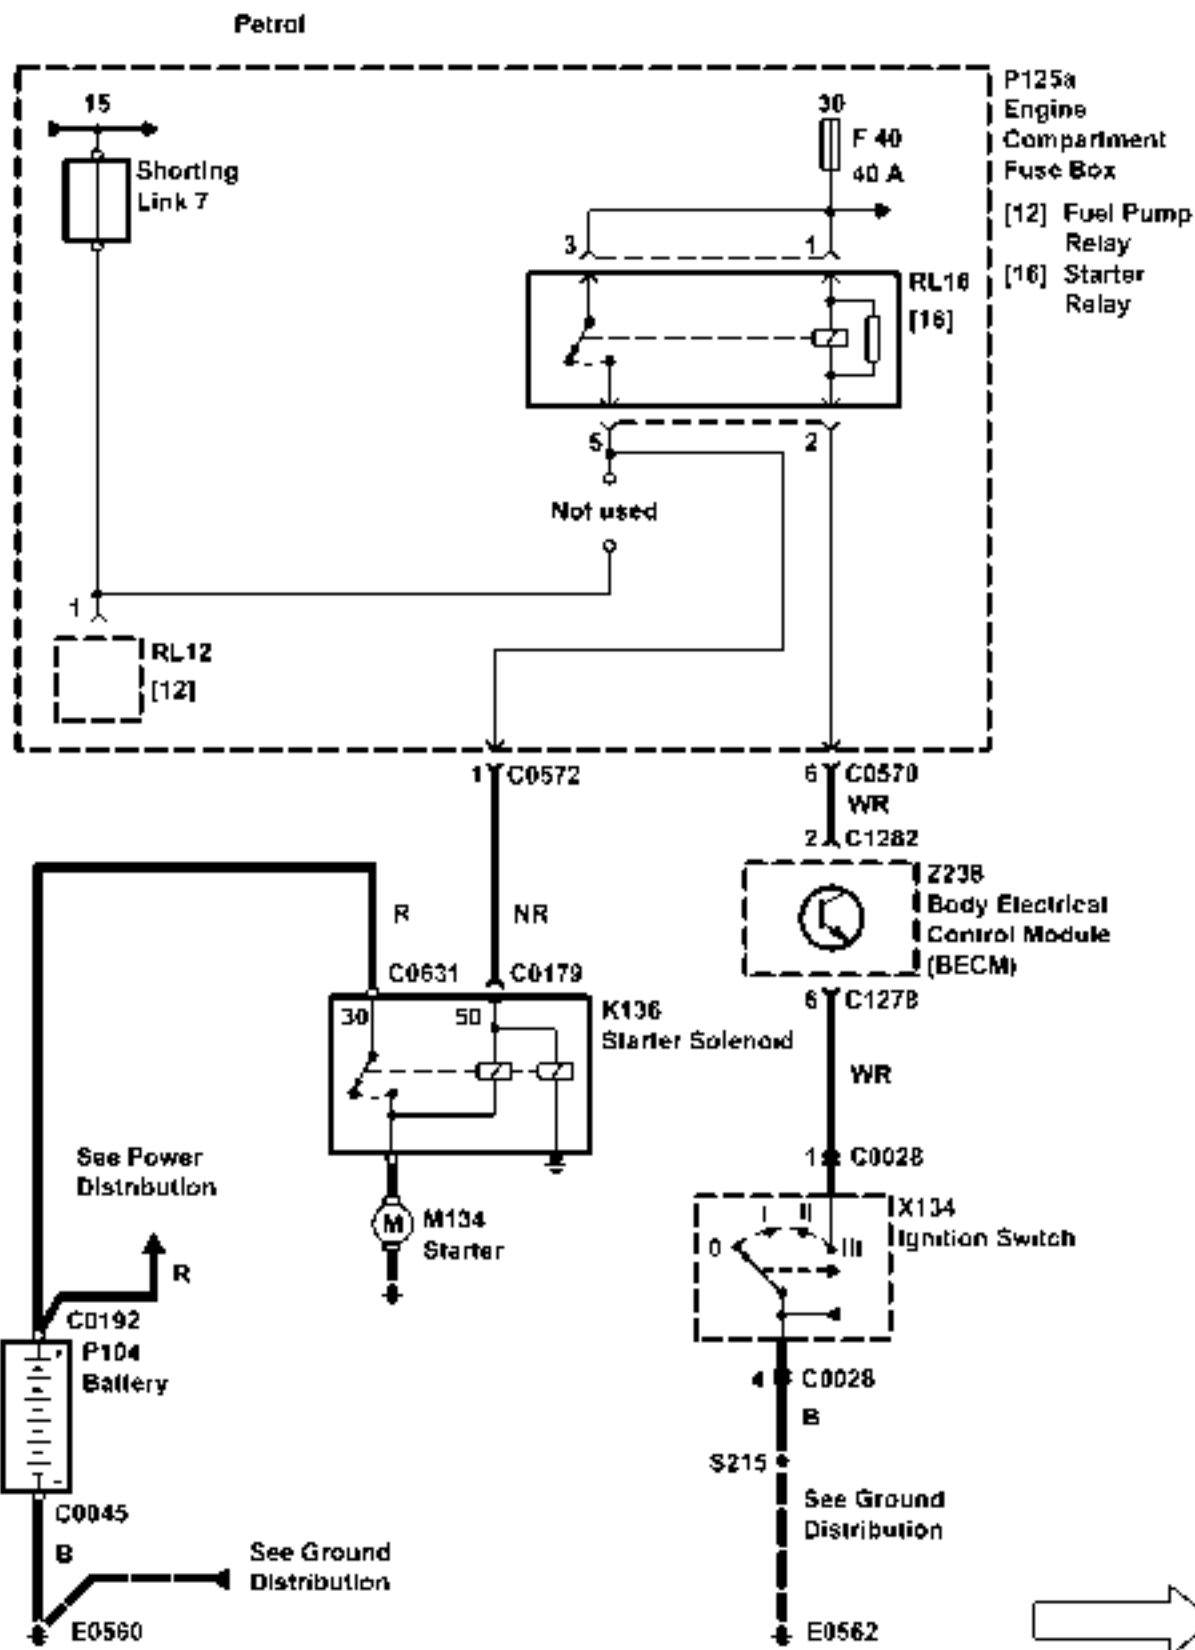 Petrol
P125a
Engine
Compartment
Fuse Box
[12] Fuel Pump
Relay
[16] Starter
Relay
15
Shorting
Link 7
30
F 40
40 A
3
1
RL16
[16]
5
2
Not used
1
RL12
[12]
1
C0572
6
C0570
WR
2
C1282
Z238
Body Electrical
Control Module
(BECM)
R
NR
C0631
C0179
6
C1278
30
50
K136
Starter Solenoid
WR
1
C0028
See Power
Distribution
X134
Ignition Switch
0
I
II
III
M
M134
Starter
R
C0192
P104
Battery
4
C0028
B
S215
See Ground
Distribution
C0045
B
See Ground
Distribution
E0560
E0562